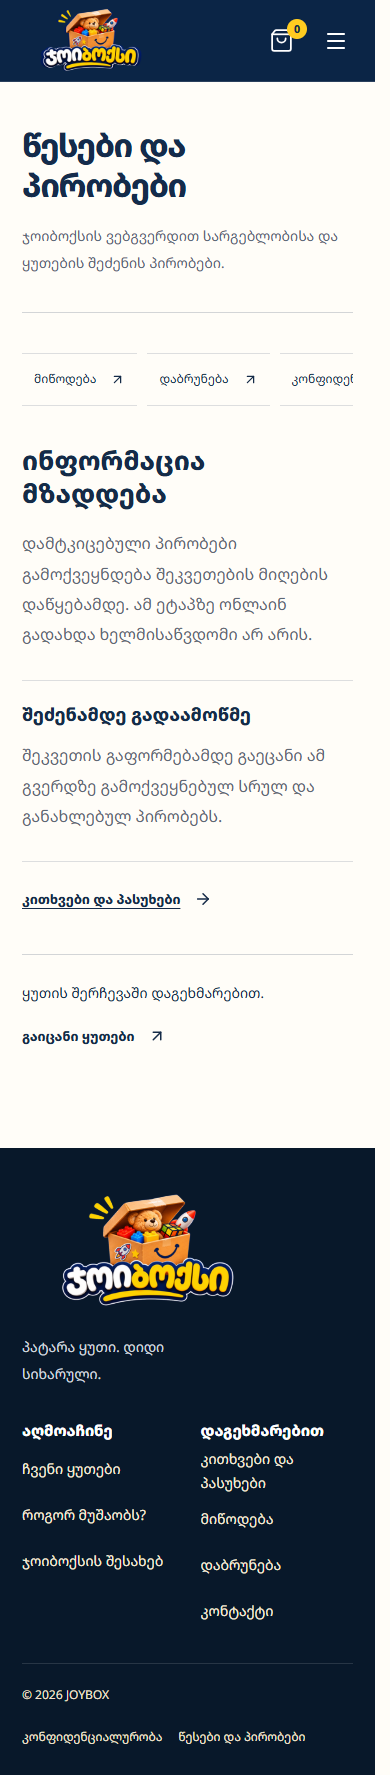 ჯოიბოქსი
0
წესები და
პირობები
ჯოიბოქსის ვებგვერდით სარგებლობისა და
ყუთების შეძენის პირობები.
მიწოდება
დაბრუნება
კონფიდენ
ინფორმაცია
მზადდება
დამტკიცებული პირობები
გამოქვეყნდება შეკვეთების მიღების
დაწყებამდე. ამ ეტაპზე ონლაინ
გადახდა ხელმისაწვდომი არ არის.
შეძენამდე გადაამოწმე
შეკვეთის გაფორმებამდე გაეცანი ამ
გვერდზე გამოქვეყნებულ სრულ და
განახლებულ პირობებს.
კითხვები და პასუხები
ყუთის შერჩევაში დაგეხმარებით.
გაიცანი ყუთები
ჯოიბოქსი
პატარა ყუთი. დიდი
სიხარული.
აღმოაჩინე
ჩვენი ყუთები
როგორ მუშაობს?
ჯოიბოქსის შესახებ
დაგეხმარებით
კითხვები და
პასუხები
მიწოდება
დაბრუნება
კონტაქტი
© 2026 JOYBOX
კონფიდენციალურობა
წესები და პირობები